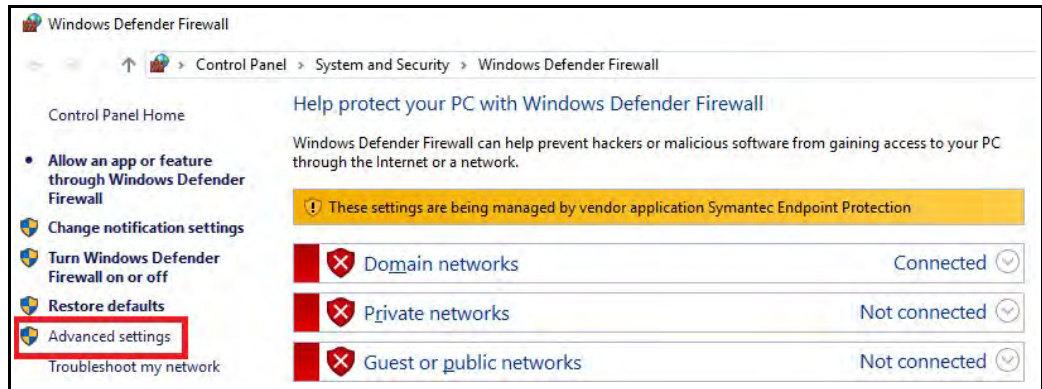 Windows Defender Firewall
Control Panel > System and Security > Windows Defender Firewall
Control Panel Home
Allow an app or feature
through Windows Defender
Firewall
Change notification settings
Turn Windows Defender
Firewall on or off
Restore defaults
Advanced settings
Troubleshoot my network
Help protect your PC with Windows Defender Firewall
Windows Defender Firewall can help prevent hackers or malicious software from gaining access to your PC
through the Internet or a network.
These settings are being managed by vendor application Symantec Endpoint Protection
Domain networks Connected
Private networks Not connected
Guest or public networks Not connected